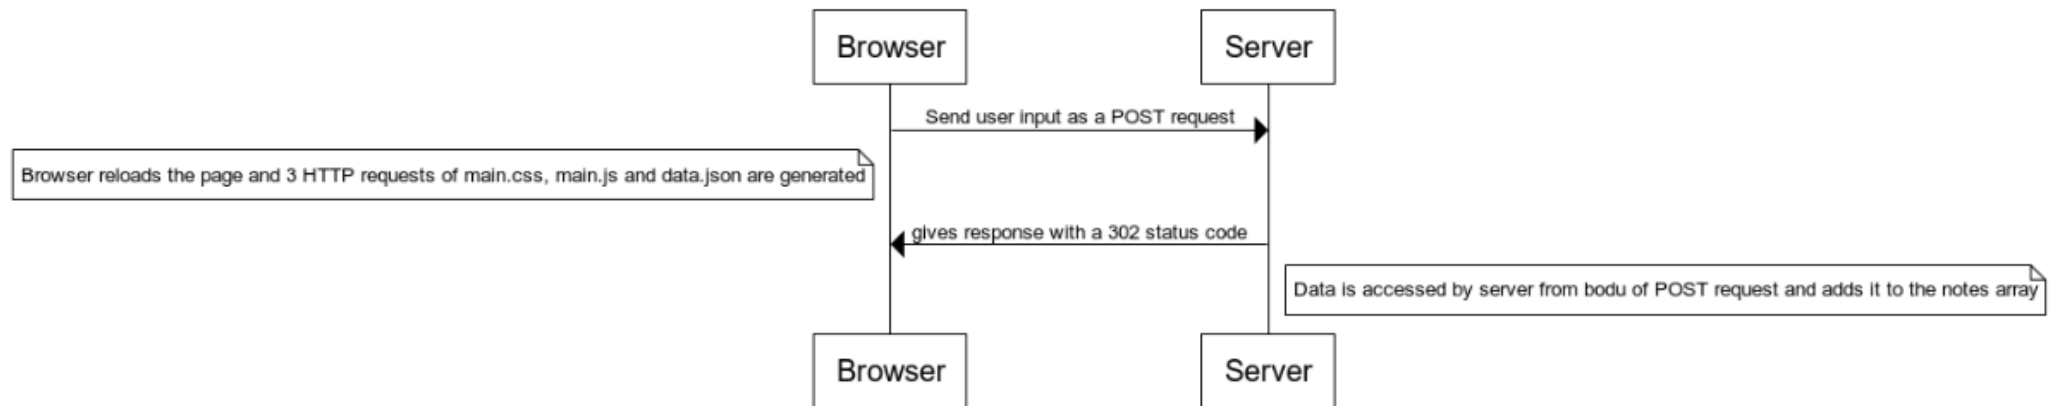 Browser
Server
Send user input as a POST request
Browser reloads the page and 3 HTTP requests of main.css, main.js and data.json are generated
gives response with a 302 status code
Data is accessed by server from bodu of POST request and adds it to the notes array
Browser
Server